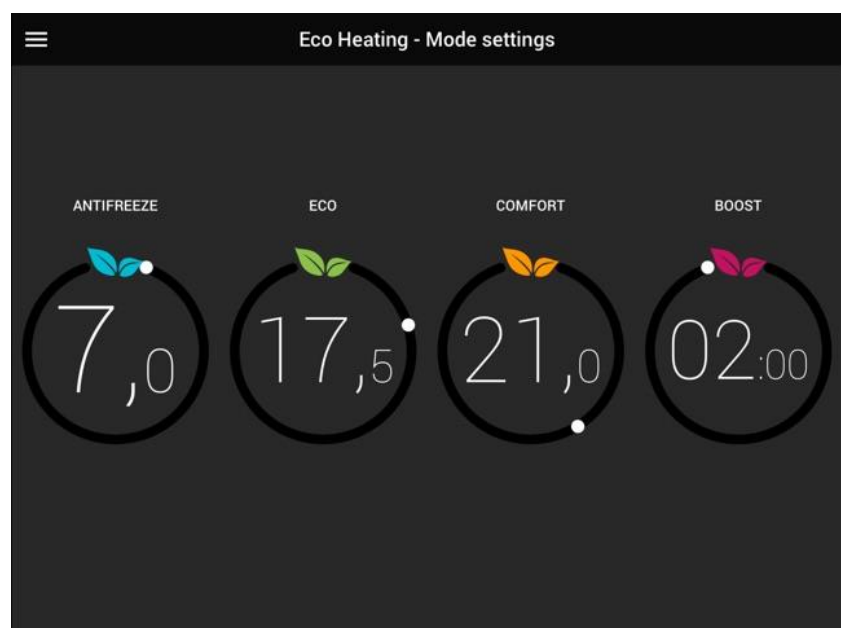 Eco Heating - Mode settings
ANTIFREEZE
ECO
COMFORT
BOOST
7,0
17,5
21,0
02:00